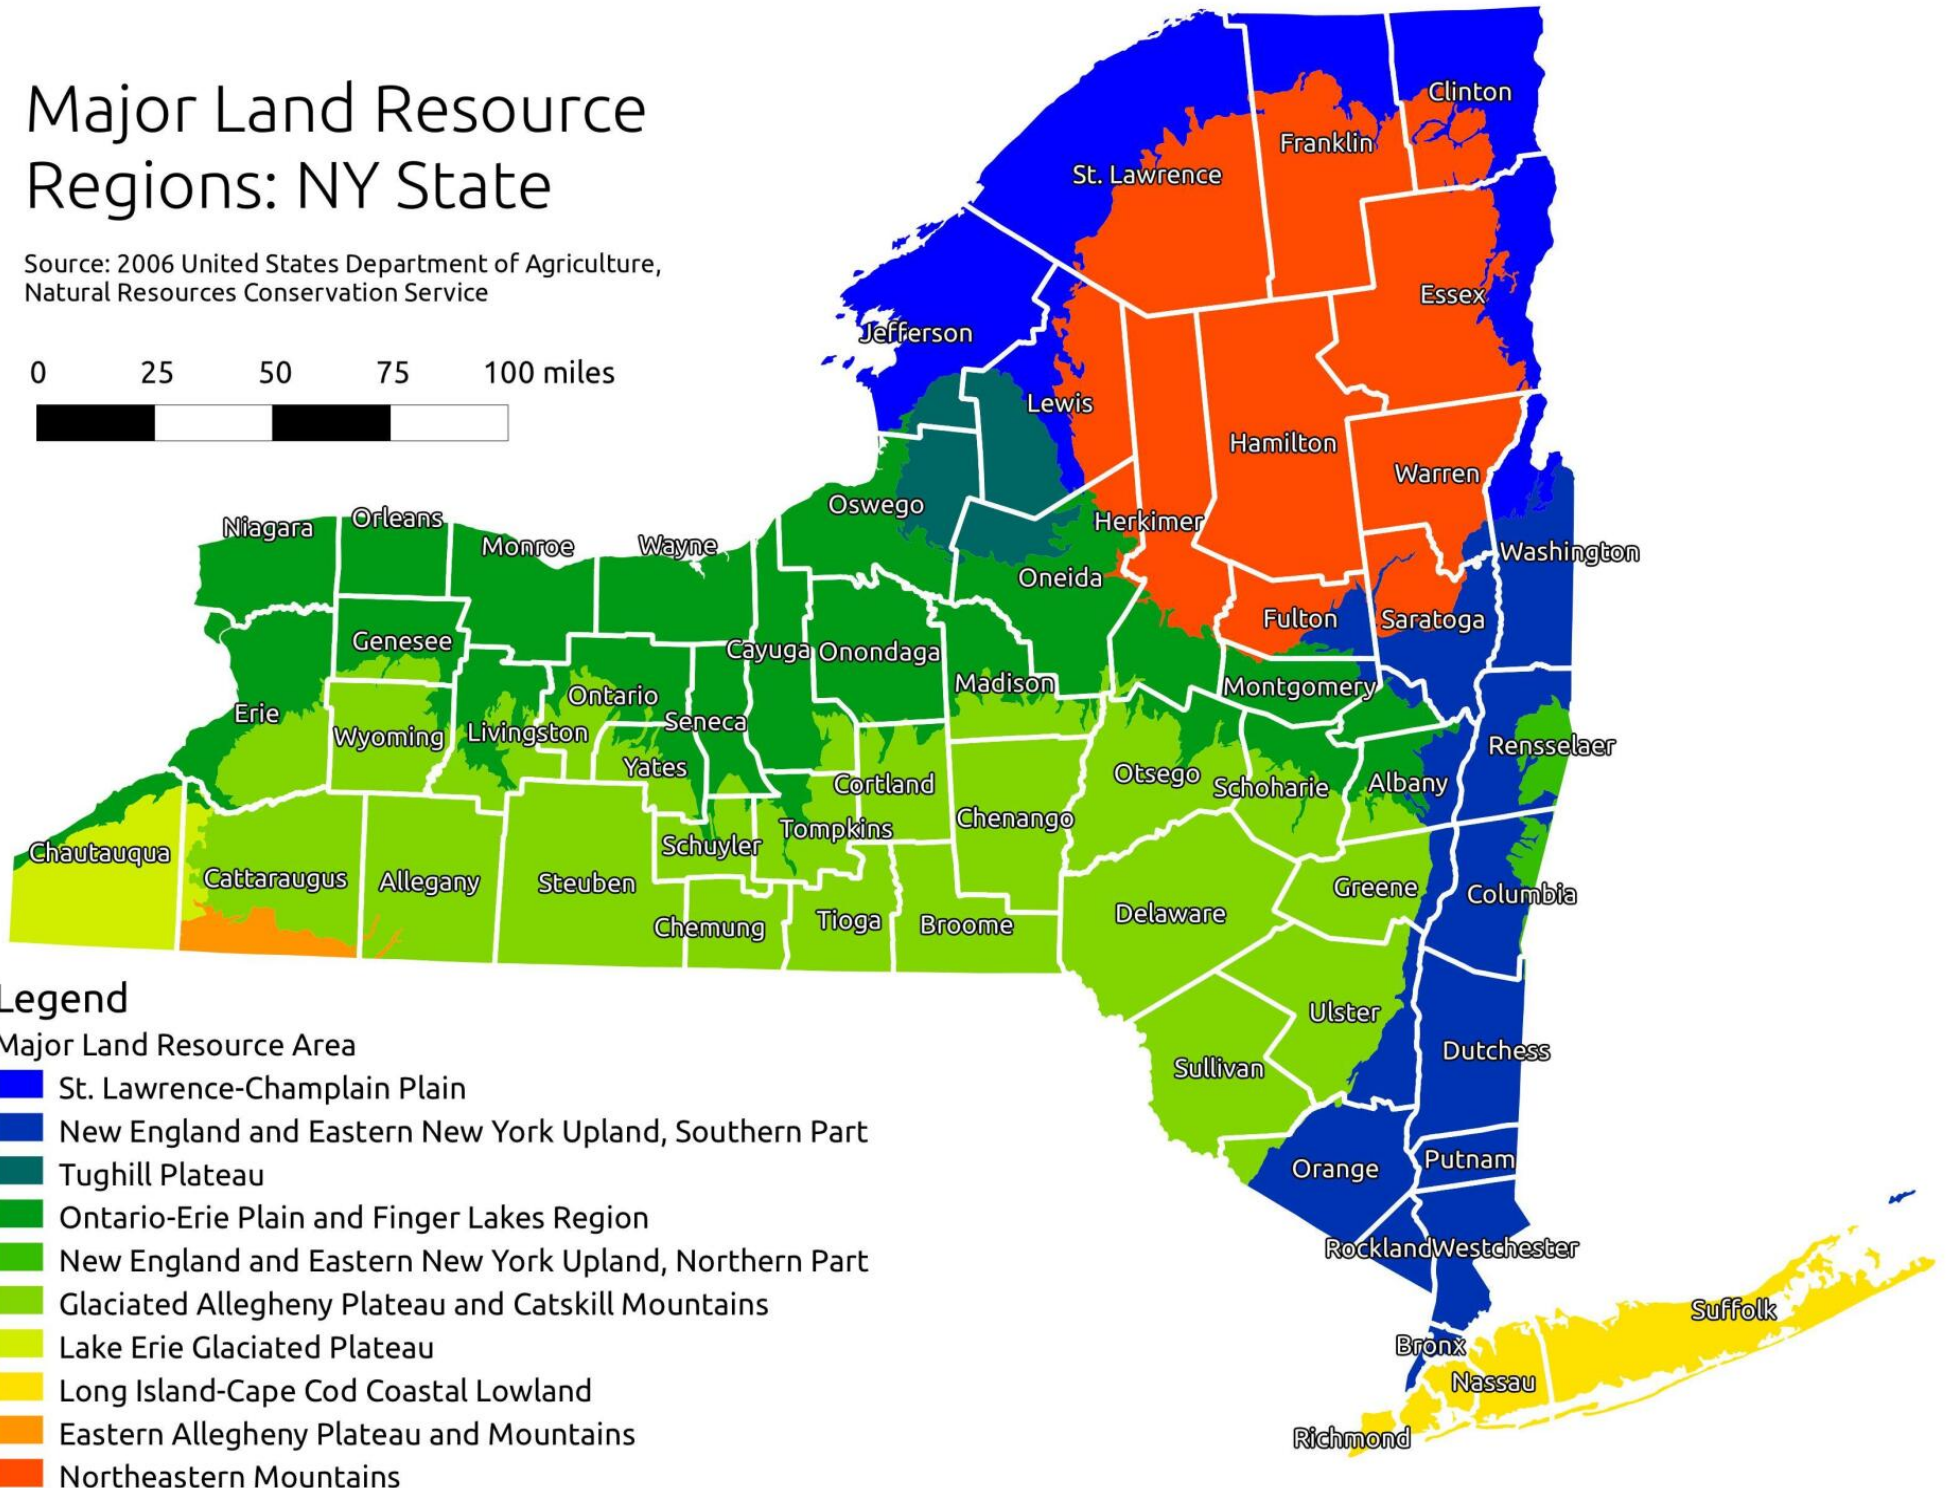 Major Land Resource
Regions: NY State
Source: 2006 United States Department of Agriculture,
Natural Resources Conservation Service
0 25 50 75 100 miles
Clinton
Franklin
St. Lawrence
Essex
Jefferson
Lewis
Hamilton
Warren
Oswego
Herkimer
Niagara
Orleans
Monroe
Wayne
Washington
Oneida
Fulton
Saratoga
Genesee
Cayuga
Onondaga
Madison
Montgomery
Ontario
Erie
Seneca
Wyoming
Livingston
Rensselaer
Yates
Otsego
Schoharie
Albany
Cortland
Chenango
Tompkins
Schuyler
Chautauqua
Cattaraugus
Allegany
Steuben
Greene
Columbia
Delaware
Tioga
Broome
Chemung
Ulster
Dutchess
Sullivan
Orange
Putnam
Rockland
Westchester
Suffolk
Bronx
Nassau
Richmond
Legend
Major Land Resource Area
St. Lawrence-Champlain Plain
New England and Eastern New York Upland, Southern Part
Tughill Plateau
Ontario-Erie Plain and Finger Lakes Region
New England and Eastern New York Upland, Northern Part
Glaciated Allegheny Plateau and Catskill Mountains
Lake Erie Glaciated Plateau
Long Island-Cape Cod Coastal Lowland
Eastern Allegheny Plateau and Mountains
Northeastern Mountains